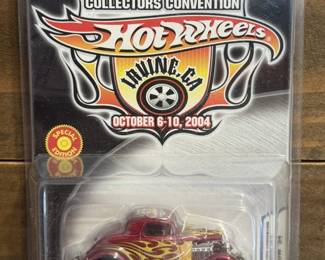 COLLECTORS CONVENTION
Hot Wheels
IRVINE, CA
OCTOBER 6-10, 2004
SPECIAL
EDITION